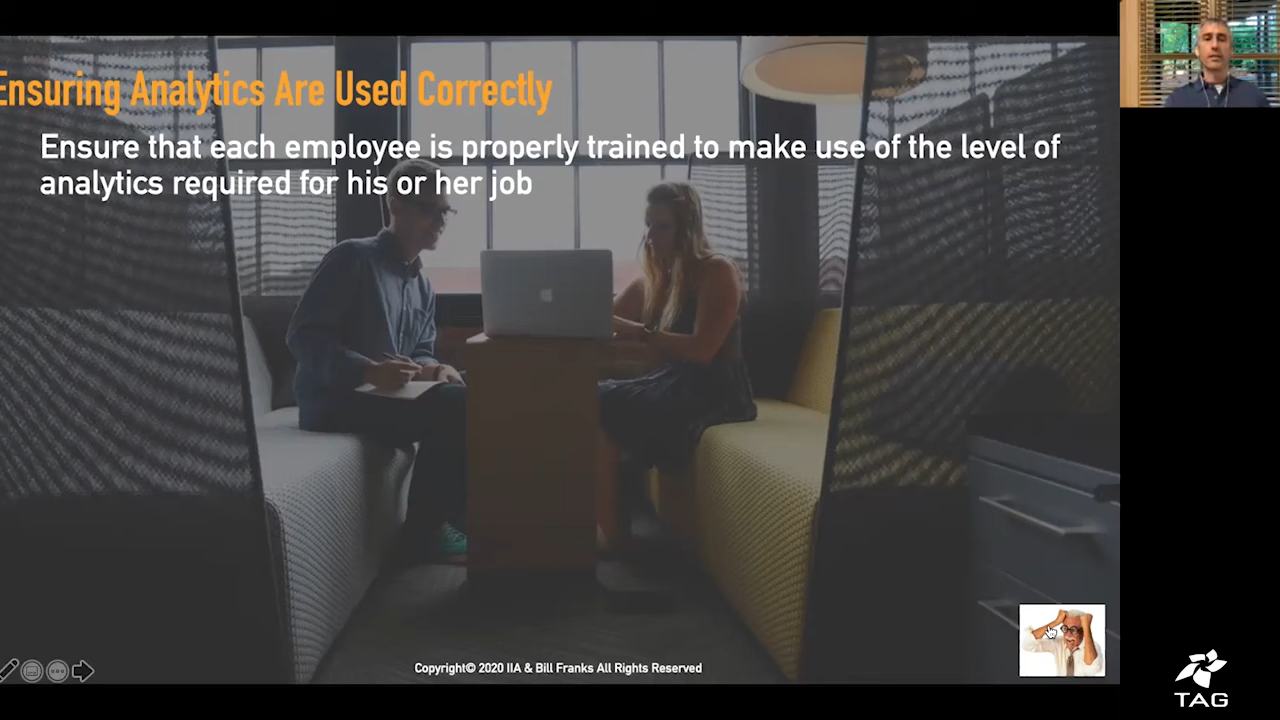 Ensuring Analytics Are Used Correctly
Ensure that each employee is properly trained to make use of the level of
analytics required for his or her job
Copyright© 2020 IIA & Bill Franks All Rights Reserved
TAG